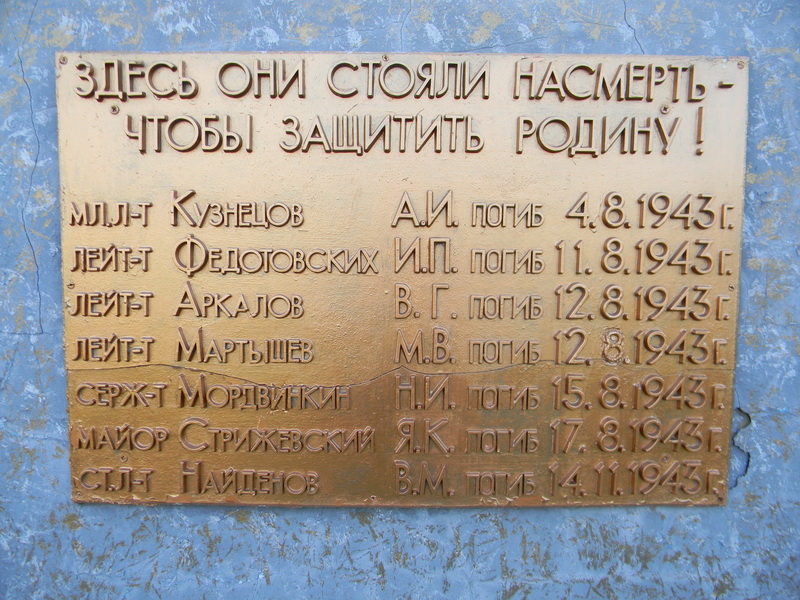 ЗДЕСЬ ОНИ СТОЯЛИ НАСМЕРТЬ -
ЧТОБЫ ЗАЩИТИТЬ РОДИНУ!
МЛ.Л-Т КУЗНЕЦОВ А.И. ПОГИБ 4.8.1943 Г.
ЛЕЙТ-Т ФЕДОТОВСКИХ И.П. ПОГИБ 11.8.1943 Г.
ЛЕЙТ-Т АРКАЛОВ В.Г. ПОГИБ 12.8.1943 Г.
ЛЕЙТ-Т МАРТЫШЕВ М.В. ПОГИБ 12.8.1943 Г.
СЕРЖ-Т МОРДВИНКИН Н.И. ПОГИБ 15.8.1943 Г.
МАЙОР СТРИЖЕВСКИЙ Я.К. ПОГИБ 17.8.1943 Г.
СТ.Л-Т НАЙДЕНОВ В.М. ПОГИБ 14.11.1943 Г.